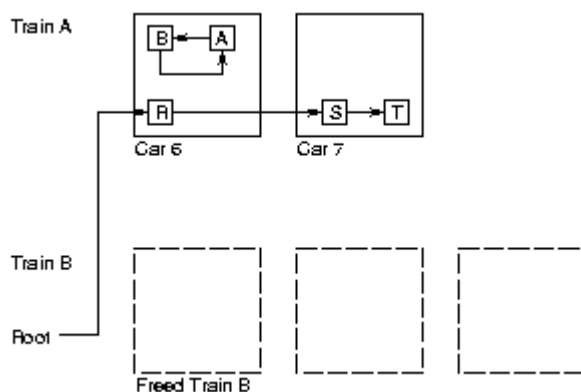 Train A
B A
R S T
Car 6 Car 7
Train B
Root
Freed Train B